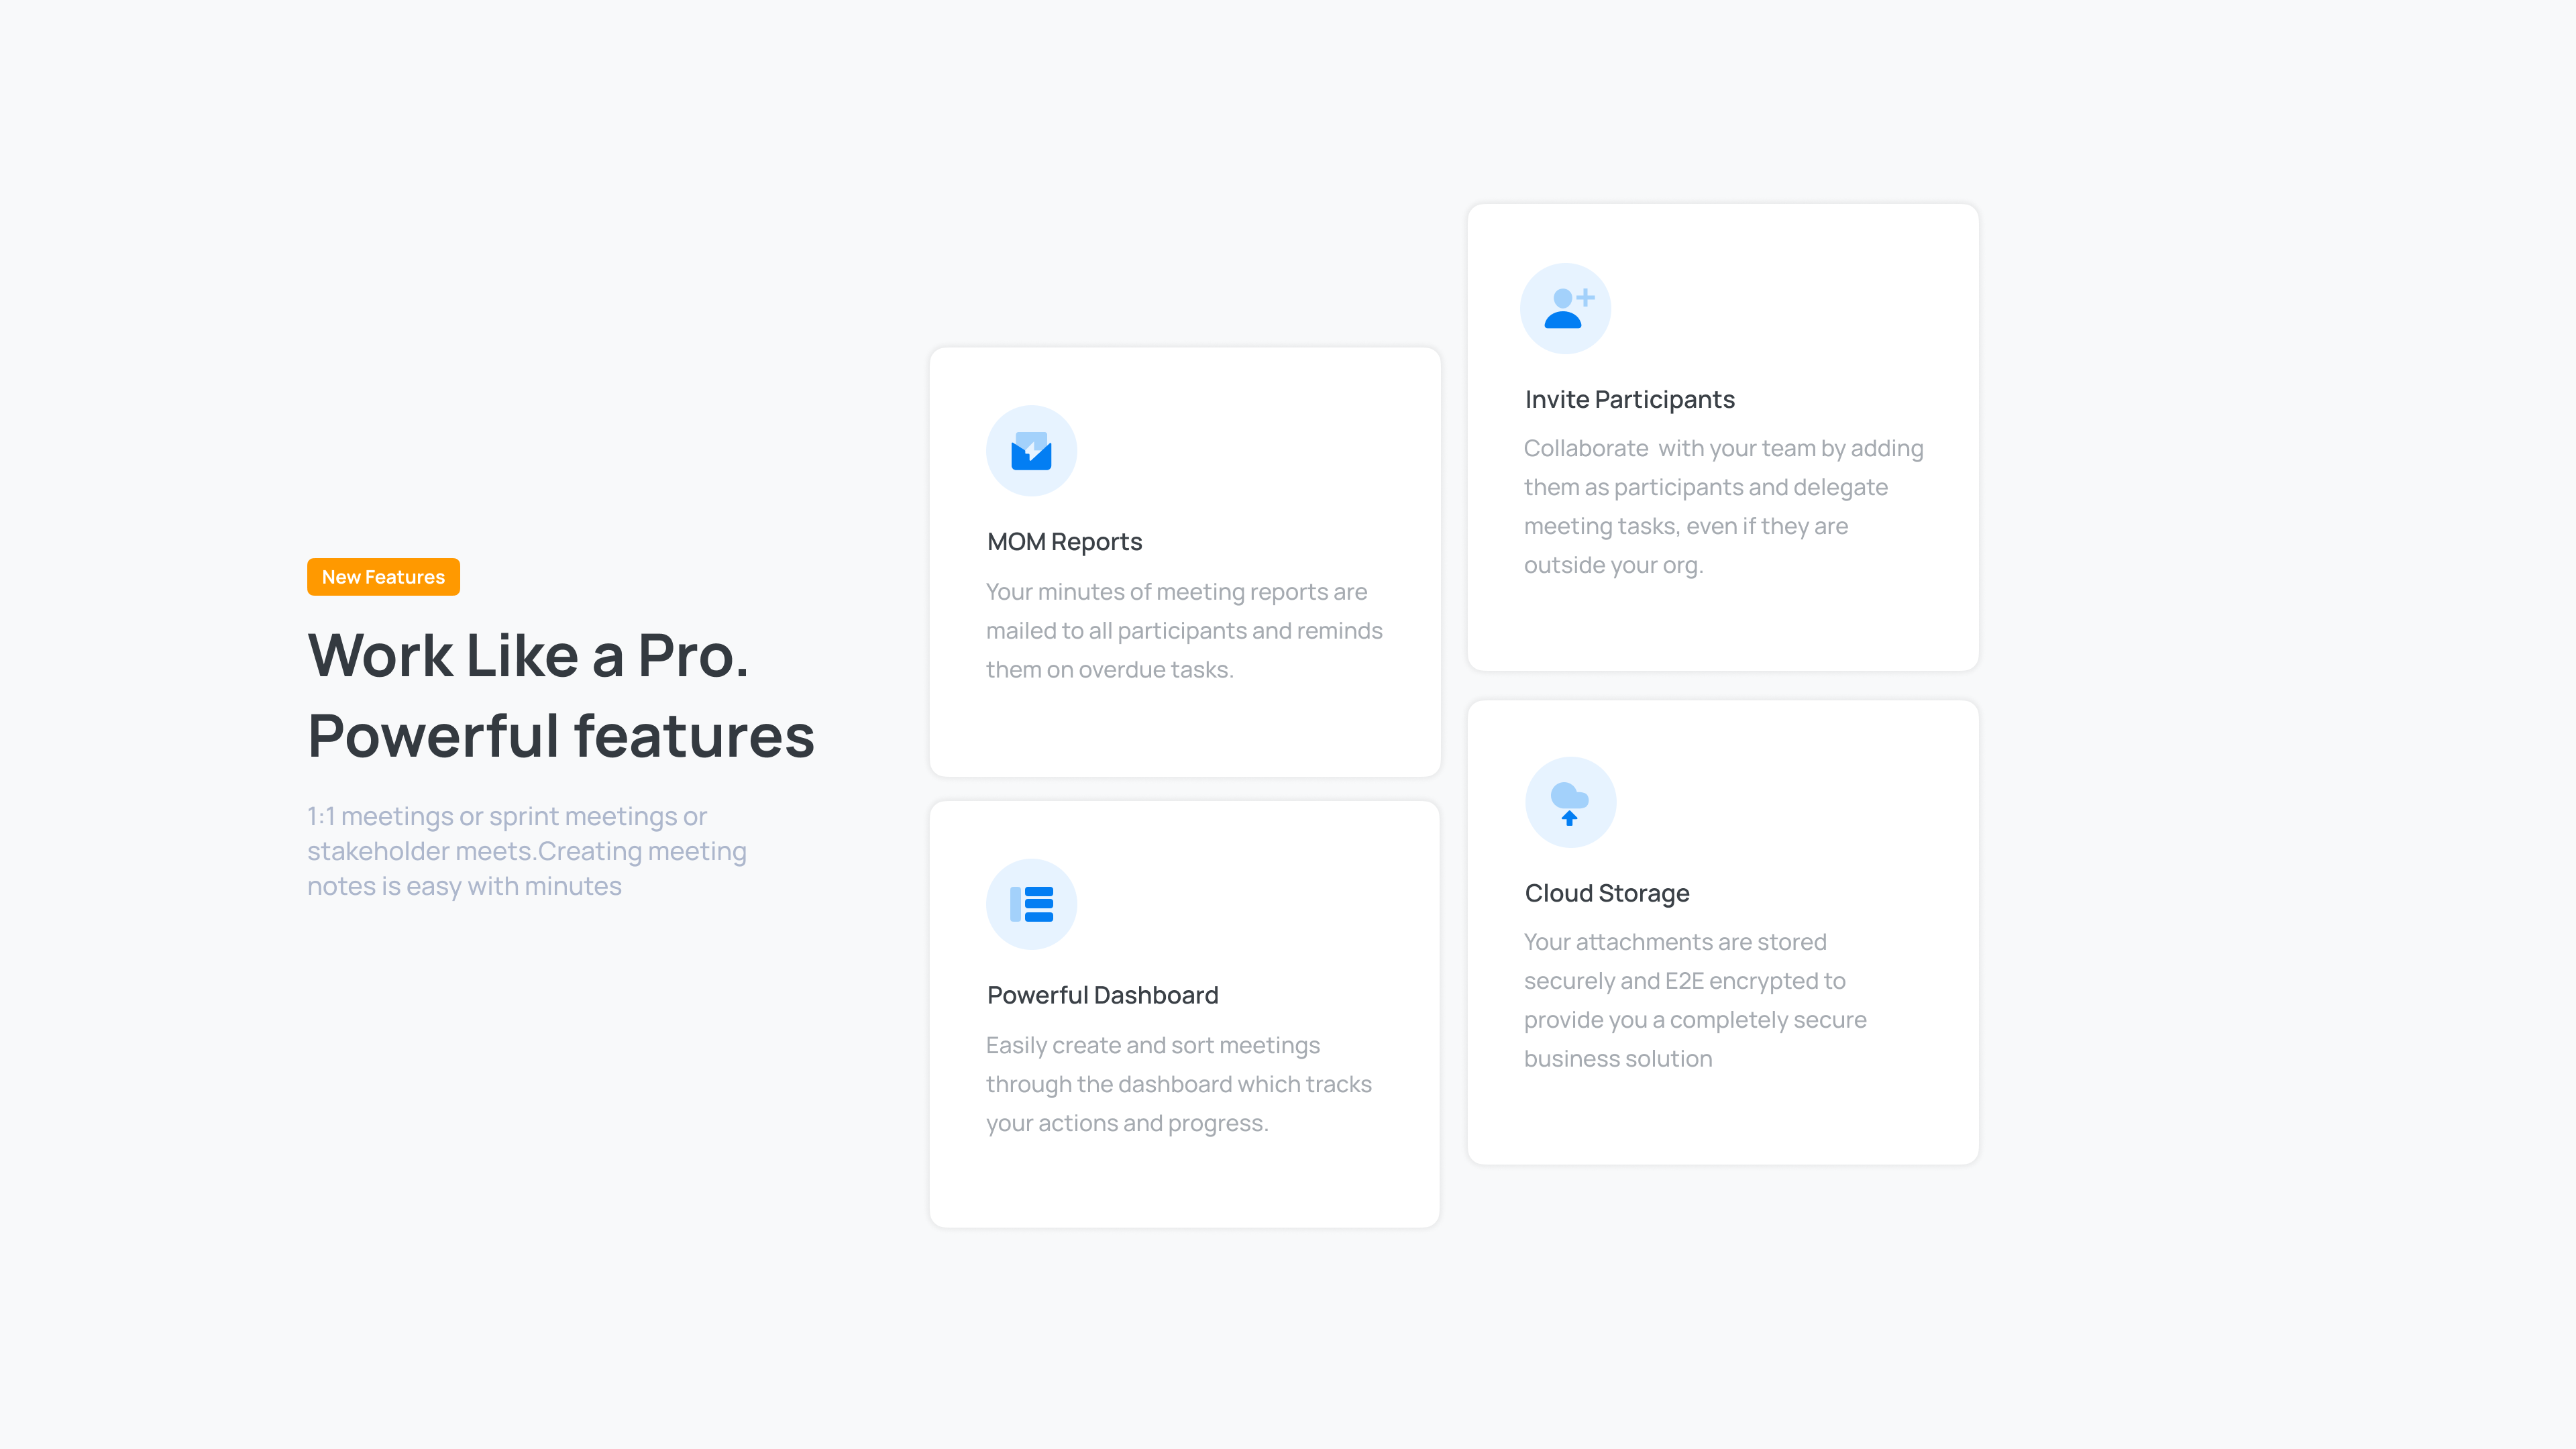 New Features
Work Like a Pro.
Powerful features
1:1 meetings or sprint meetings or
stakeholder meets.Creating meeting
notes is easy with minutes
MOM Reports
Your minutes of meeting reports are
mailed to all participants and reminds
them on overdue tasks.
Powerful Dashboard
Easily create and sort meetings
through the dashboard which tracks
your actions and progress.
Invite Participants
Collaborate  with your team by adding
them as participants and delegate
meeting tasks, even if they are
outside your org.
Cloud Storage
Your attachments are stored
securely and E2E encrypted to
provide you a completely secure
business solution